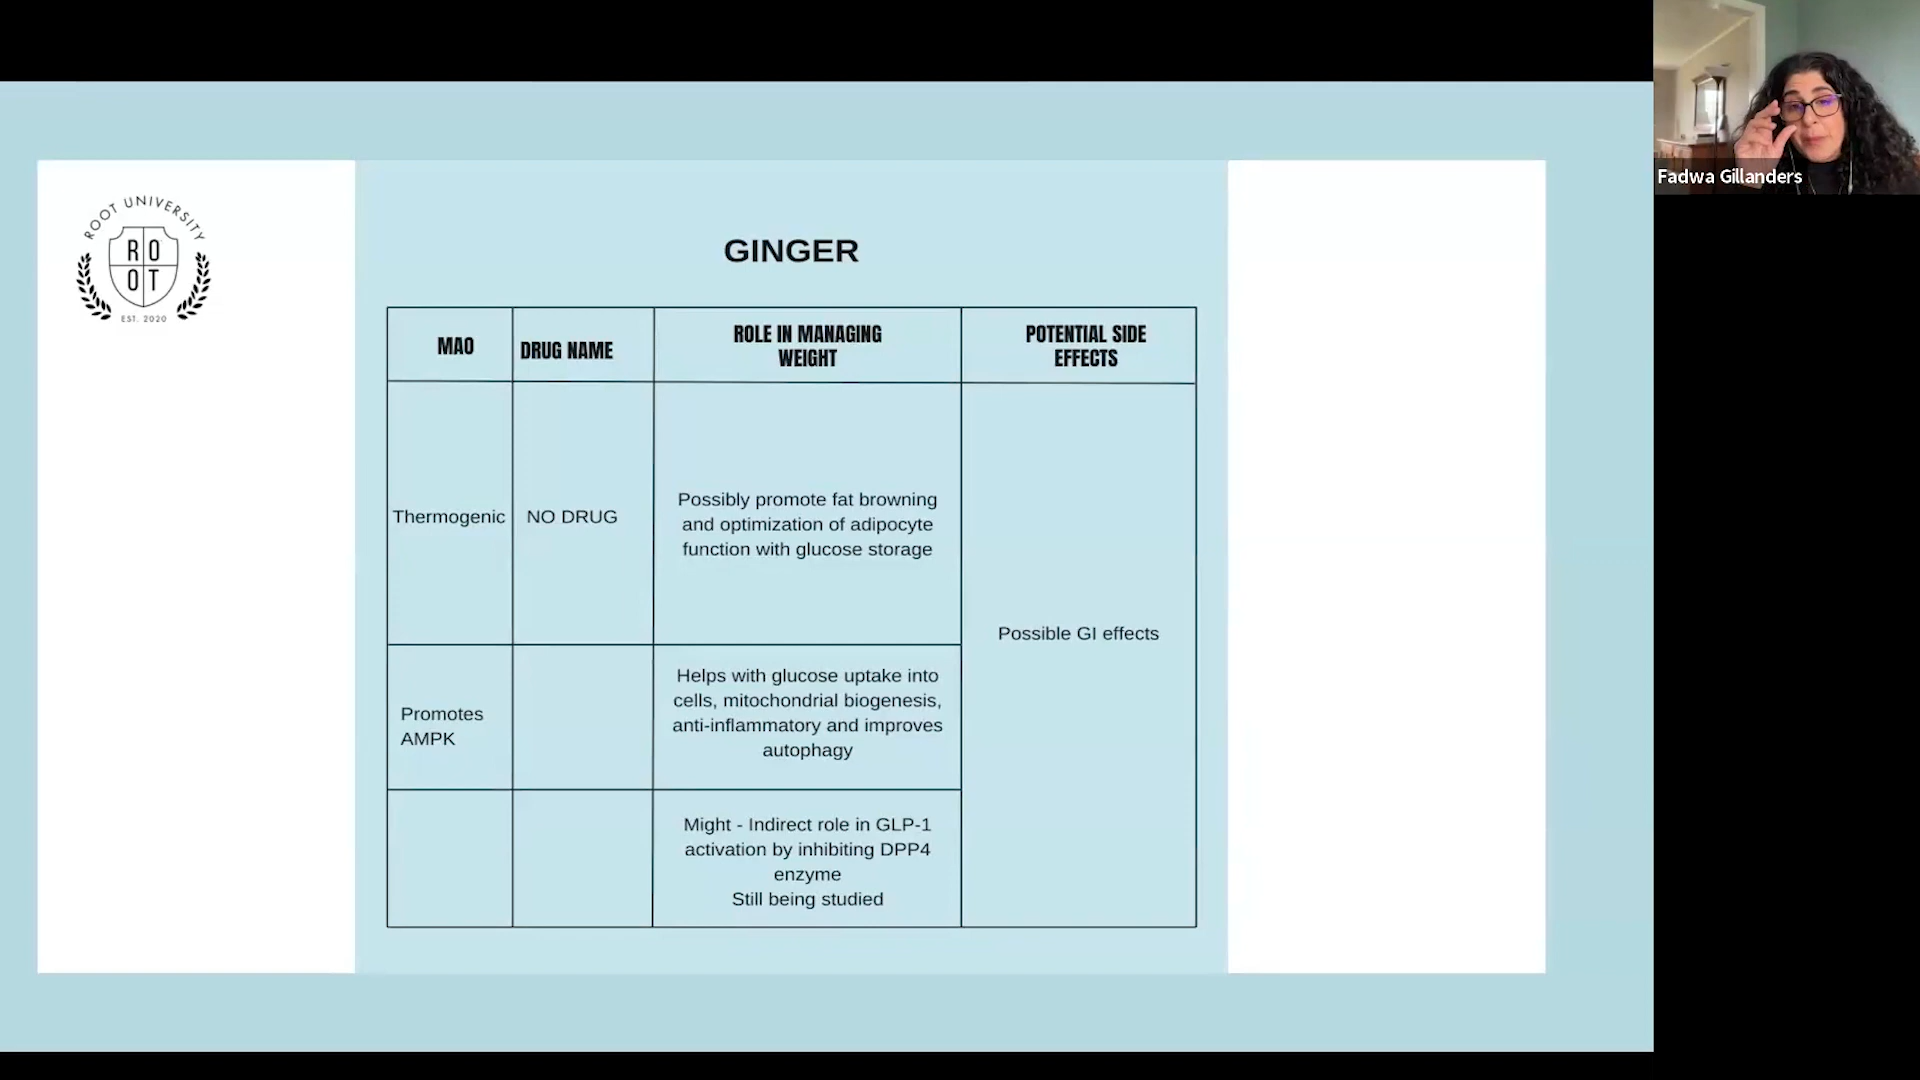 ROOT UNIVERSITY
RO
OT
EST. 2020
GINGER
MAO
DRUG NAME
ROLE IN MANAGING
WEIGHT
POTENTIAL SIDE
EFFECTS
Thermogenic
NO DRUG
Possibly promote fat browning
and optimization of adipocyte
function with glucose storage
Possible GI effects
Promotes
AMPK
Helps with glucose uptake into
cells, mitochondrial biogenesis,
anti-inflammatory and improves
autophagy
Might - Indirect role in GLP-1
activation by inhibiting DPP4
enzyme
Still being studied
Fadwa Gillanders